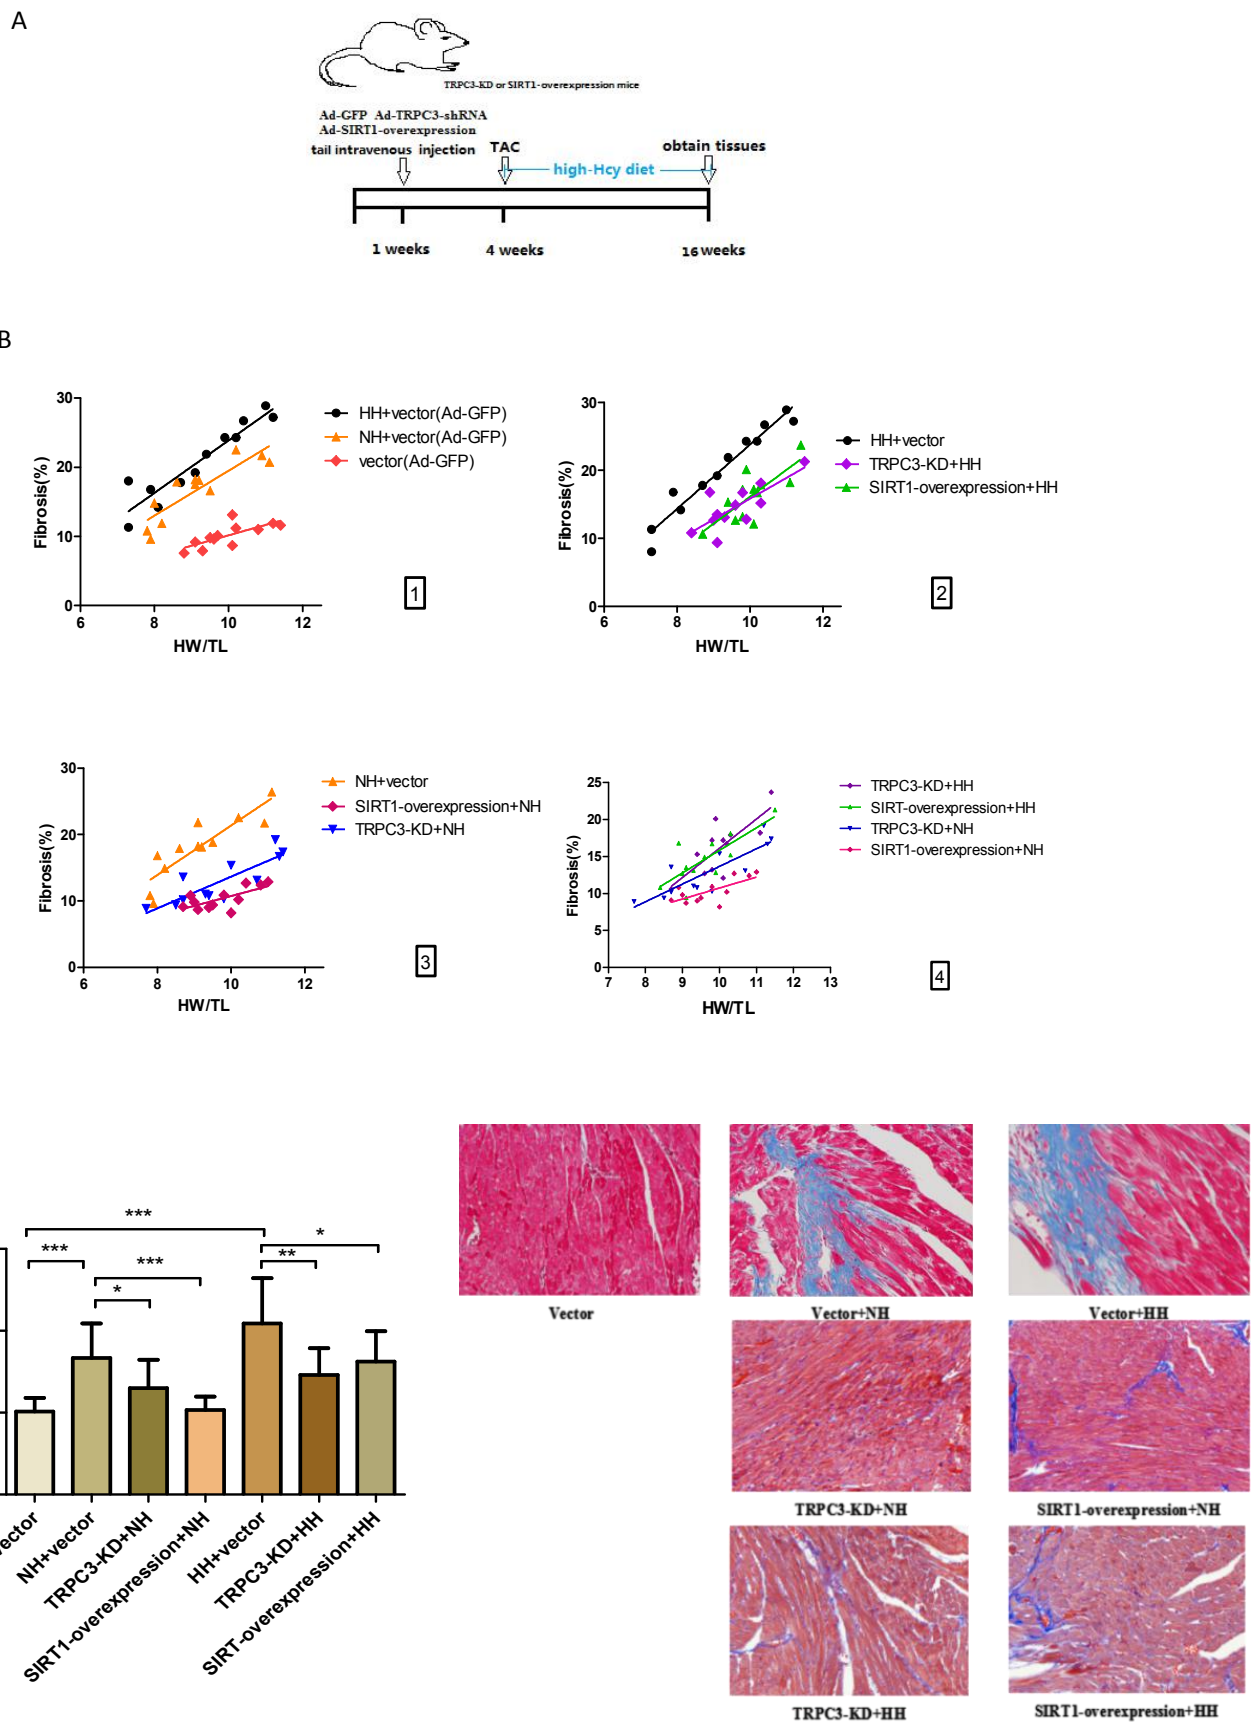 A
TRPC3-KD or SIRT1-overexpression mice
Ad-GFP Ad-TRPC3-shRNA
Ad-SIRT1-overexpression
tail intravenous injection TAC obtain tissues
high-Hcy diet
1 weeks 4 weeks 16 weeks
B
30
20
10
0
6 8 10 12
Fibrosis(%)
HW/TL
HH+vector(Ad-GFP)
NH+vector(Ad-GFP)
vector(Ad-GFP)
1
30
20
10
0
6 8 10 12
Fibrosis(%)
HW/TL
HH+vector
TRPC3-KD+HH
SIRT1-overexpression+HH
2
30
20
10
0
6 8 10 12
Fibrosis(%)
HW/TL
NH+vector
SIRT1-overexpression+NH
TRPC3-KD+NH
3
25
20
15
10
5
0
7 8 9 10 11 12 13
Fibrosis(%)
HW/TL
TRPC3-KD+HH
SIRT-overexpression+HH
TRPC3-KD+NH
SIRT1-overexpression+NH
4
***
*
***
***
**
*
ector
NH+vector
TRPC3-KD+NH
SIRT1-overexpression+NH
HH+vector
TRPC3-KD+HH
SIRT-overexpression+HH
Vector
Vector+NH
Vector+HH
TRPC3-KD+NH
SIRT1-overexpression+NH
TRPC3-KD+HH
SIRT1-overexpression+HH